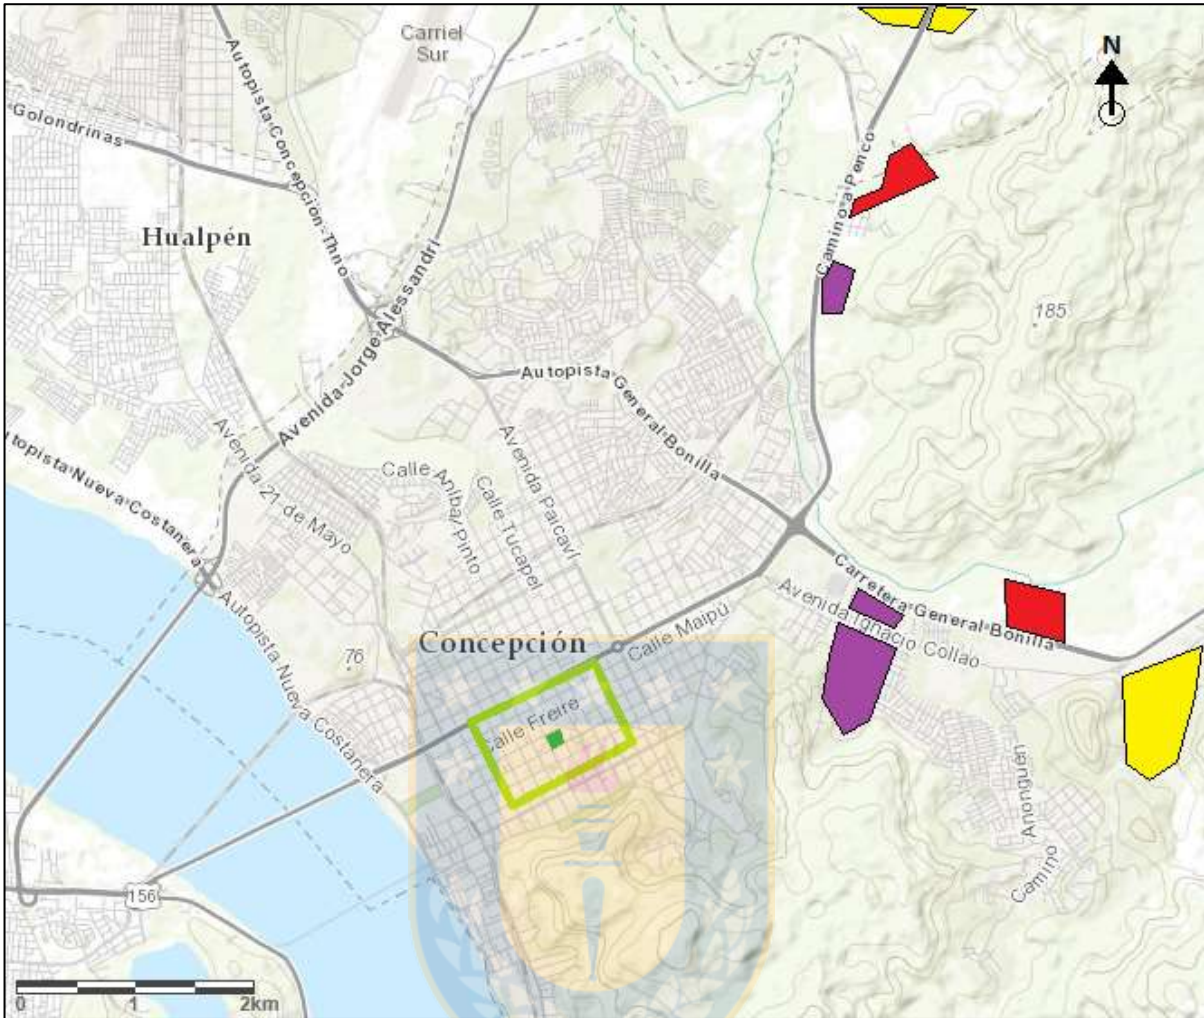 Carriel
Sur
N
Autopista Concepción-Thno
Golondrinas
Camino a Penco
Hualpén
Avenida Jorge Alessandri
185
Autopista General Bonilla
Avenida 21 de Mayo
Avenida Paicaví
Calle Aníbal Pinto
Calle Tucapel
utopista Nueva Costanera
Autopista Nueva Costanera
Carretera General Bonilla
Avenida Ignacio Collao
Calle Maipú
Concepción
76
Calle Freire
Camino
Anonguen
156
0 1 2km